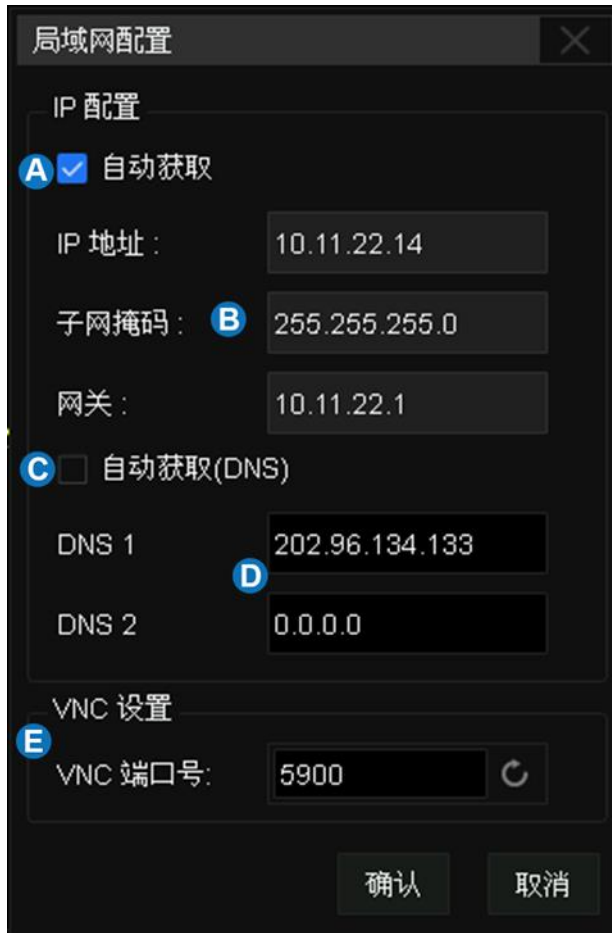 局域网配置
IP 配置
A 自动获取
IP 地址 : 10.11.22.14
子网掩码 : B 255.255.255.0
网关 : 10.11.22.1
C 自动获取(DNS)
DNS 1 202.96.134.133
D
DNS 2 0.0.0.0
VNC 设置
E
VNC 端口号: 5900
确认 取消